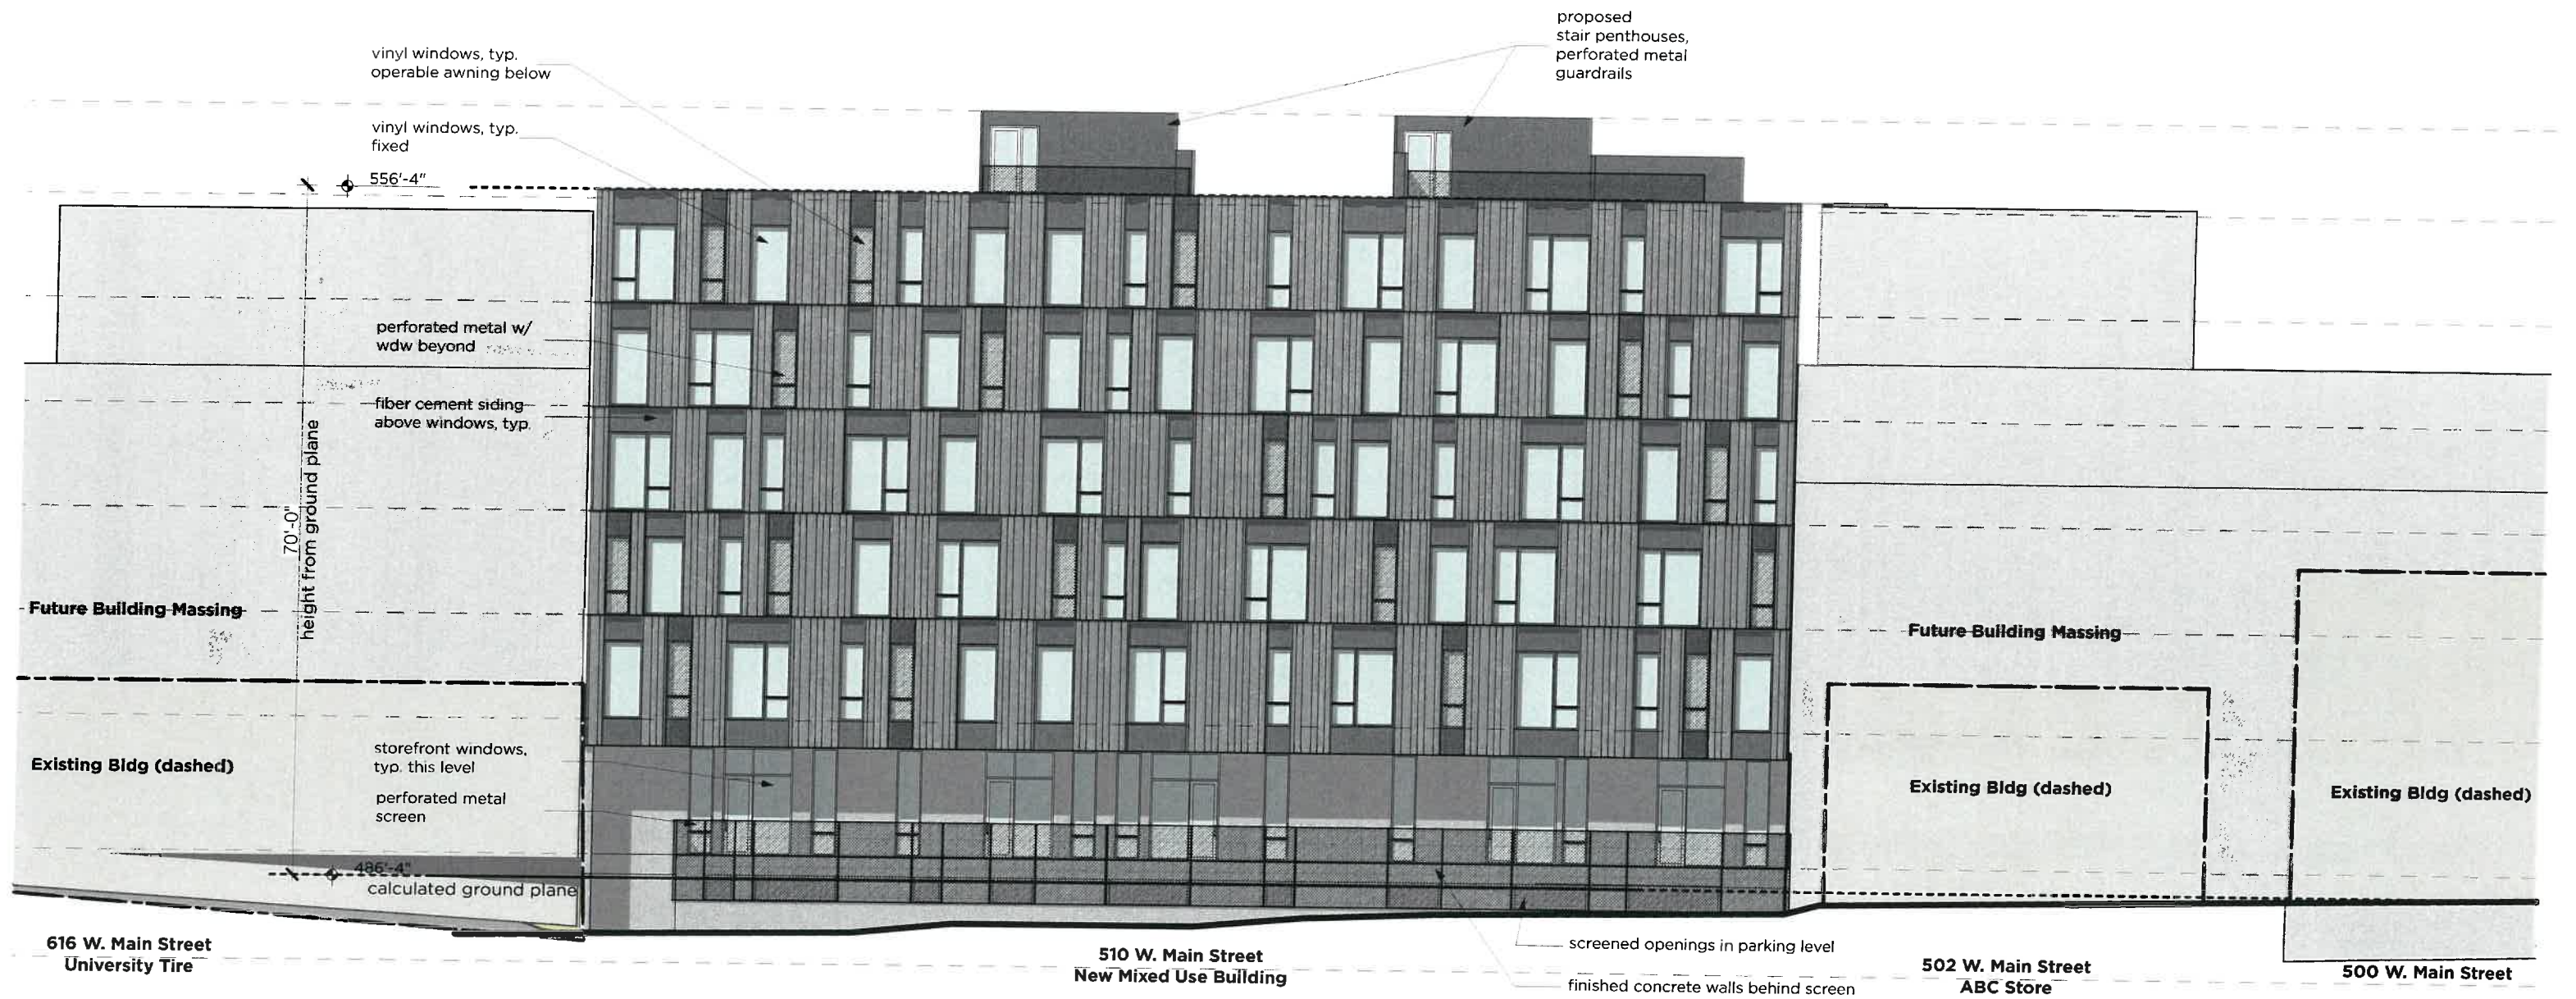 proposed
stair penthouses,
perforated metal
guardrails
vinyl windows, typ.
operable awning below
vinyl windows, typ.
fixed
556'-4"
perforated metal w/
wdw beyond
fiber cement siding
above windows, typ.
70'-0"
height from ground plane
Future Building Massing
Future Building Massing
storefront windows,
typ. this level
Existing Bldg (dashed)
Existing Bldg (dashed)
Existing Bldg (dashed)
perforated metal
screen
486'-4"
calculated ground plane
616 W. Main Street
University Tire
510 W. Main Street
New Mixed Use Building
screened openings in parking level
finished concrete walls behind screen
502 W. Main Street
ABC Store
500 W. Main Street